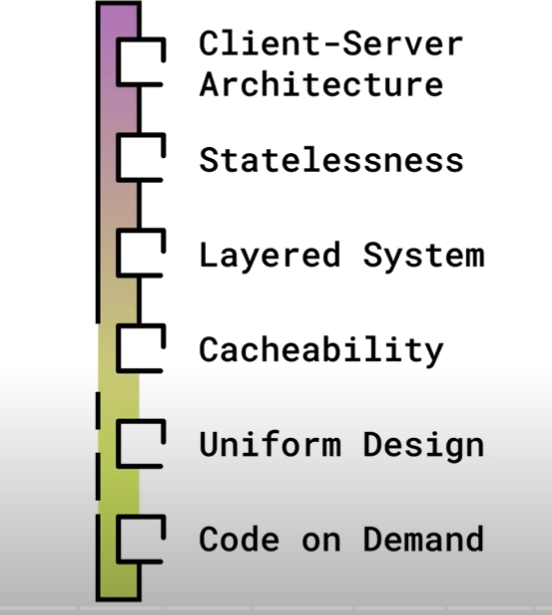 Client-Server
Architecture
Statelessness
Layered System
Cacheability
Uniform Design
Code on Demand